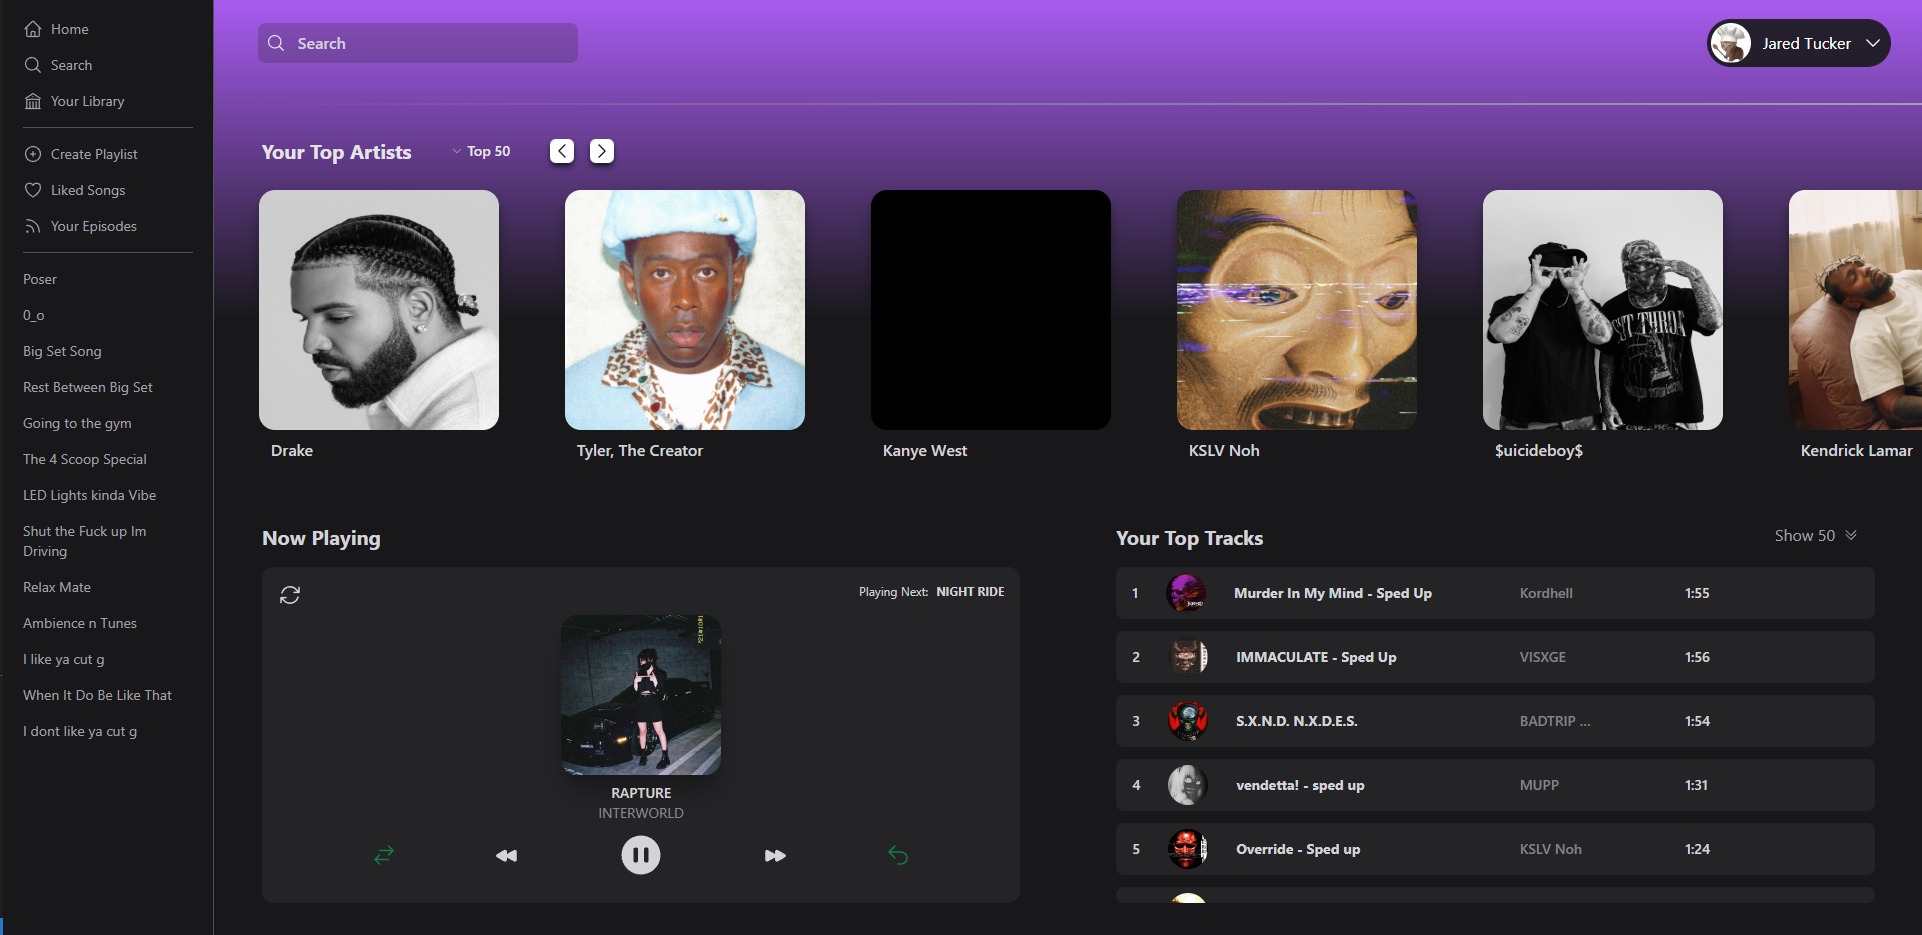 Home
Search
Your Library
Create Playlist
Liked Songs
Your Episodes
Poser
0_o
Big Set Song
Rest Between Big Set
Going to the gym
The 4 Scoop Special
LED Lights kinda Vibe
Shut the Fuck up Im
Driving
Relax Mate
Ambience n Tunes
I like ya cut g
When It Do Be Like That
I dont like ya cut g
Search
Jared Tucker
Your Top Artists
Top 50
CUT THROA
Drake
Tyler, The Creator
Kanye West
KSLV Noh
$uicideboy$
Kendrick Lamar
Now Playing
Playing Next: NIGHT RIDE
RAPTURE
INTERWORLD
Your Top Tracks
Show 50
1 Murder In My Mind - Sped Up Kordhell 1:55
2 IMMACULATE - Sped Up VISXGE 1:56
3 S.X.N.D. N.X.D.E.S. BADTRIP ... 1:54
4 vendetta! - sped up MUPP 1:31
5 Override - Sped up KSLV Noh 1:24